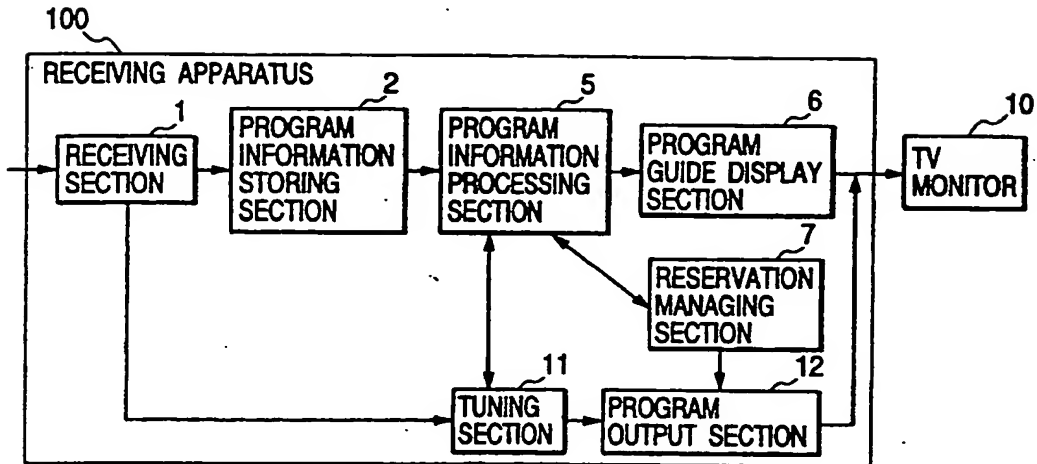 100
RECEIVING APPARATUS
1
RECEIVING
SECTION
2
PROGRAM
INFORMATION
STORING
SECTION
5
PROGRAM
INFORMATION
PROCESSING
SECTION
6
PROGRAM
GUIDE DISPLAY
SECTION
10
TV
MONITOR
7
RESERVATION
MANAGING
SECTION
11
TUNING
SECTION
12
PROGRAM
OUTPUT SECTION